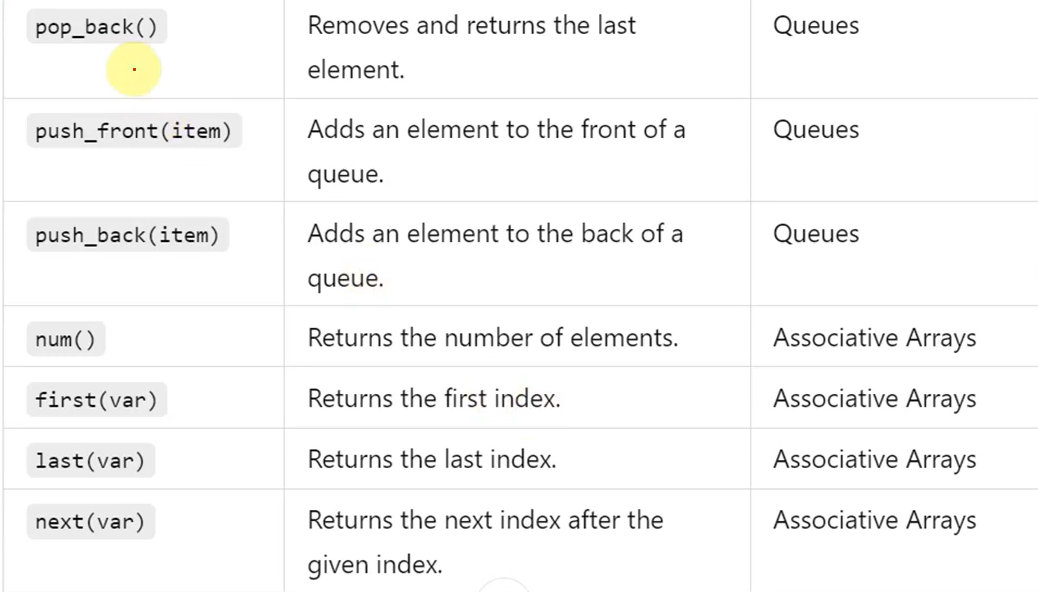 pop_back() Removes and returns the last Queues
element.
push_front(item) Adds an element to the front of a Queues
queue.
push_back(item) Adds an element to the back of a Queues
queue.
num() Returns the number of elements. Associative Arrays
first(var) Returns the first index. Associative Arrays
last(var) Returns the last index. Associative Arrays
next(var) Returns the next index after the Associative Arrays
given index.